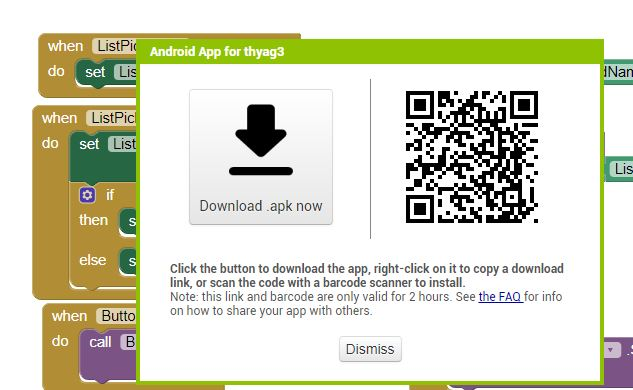 when ListPic
Android App for thyag3
do set Lis
dName
when ListPick
do set List
List
if
then s
else s
Download .apk now
Click the button to download the app, right-click on it to copy a download
link, or scan the code with a barcode scanner to install.
Note: this link and barcode are only valid for 2 hours. See the FAQ for info
on how to share your app with others.
when Butto
do call B
.S
Dismiss